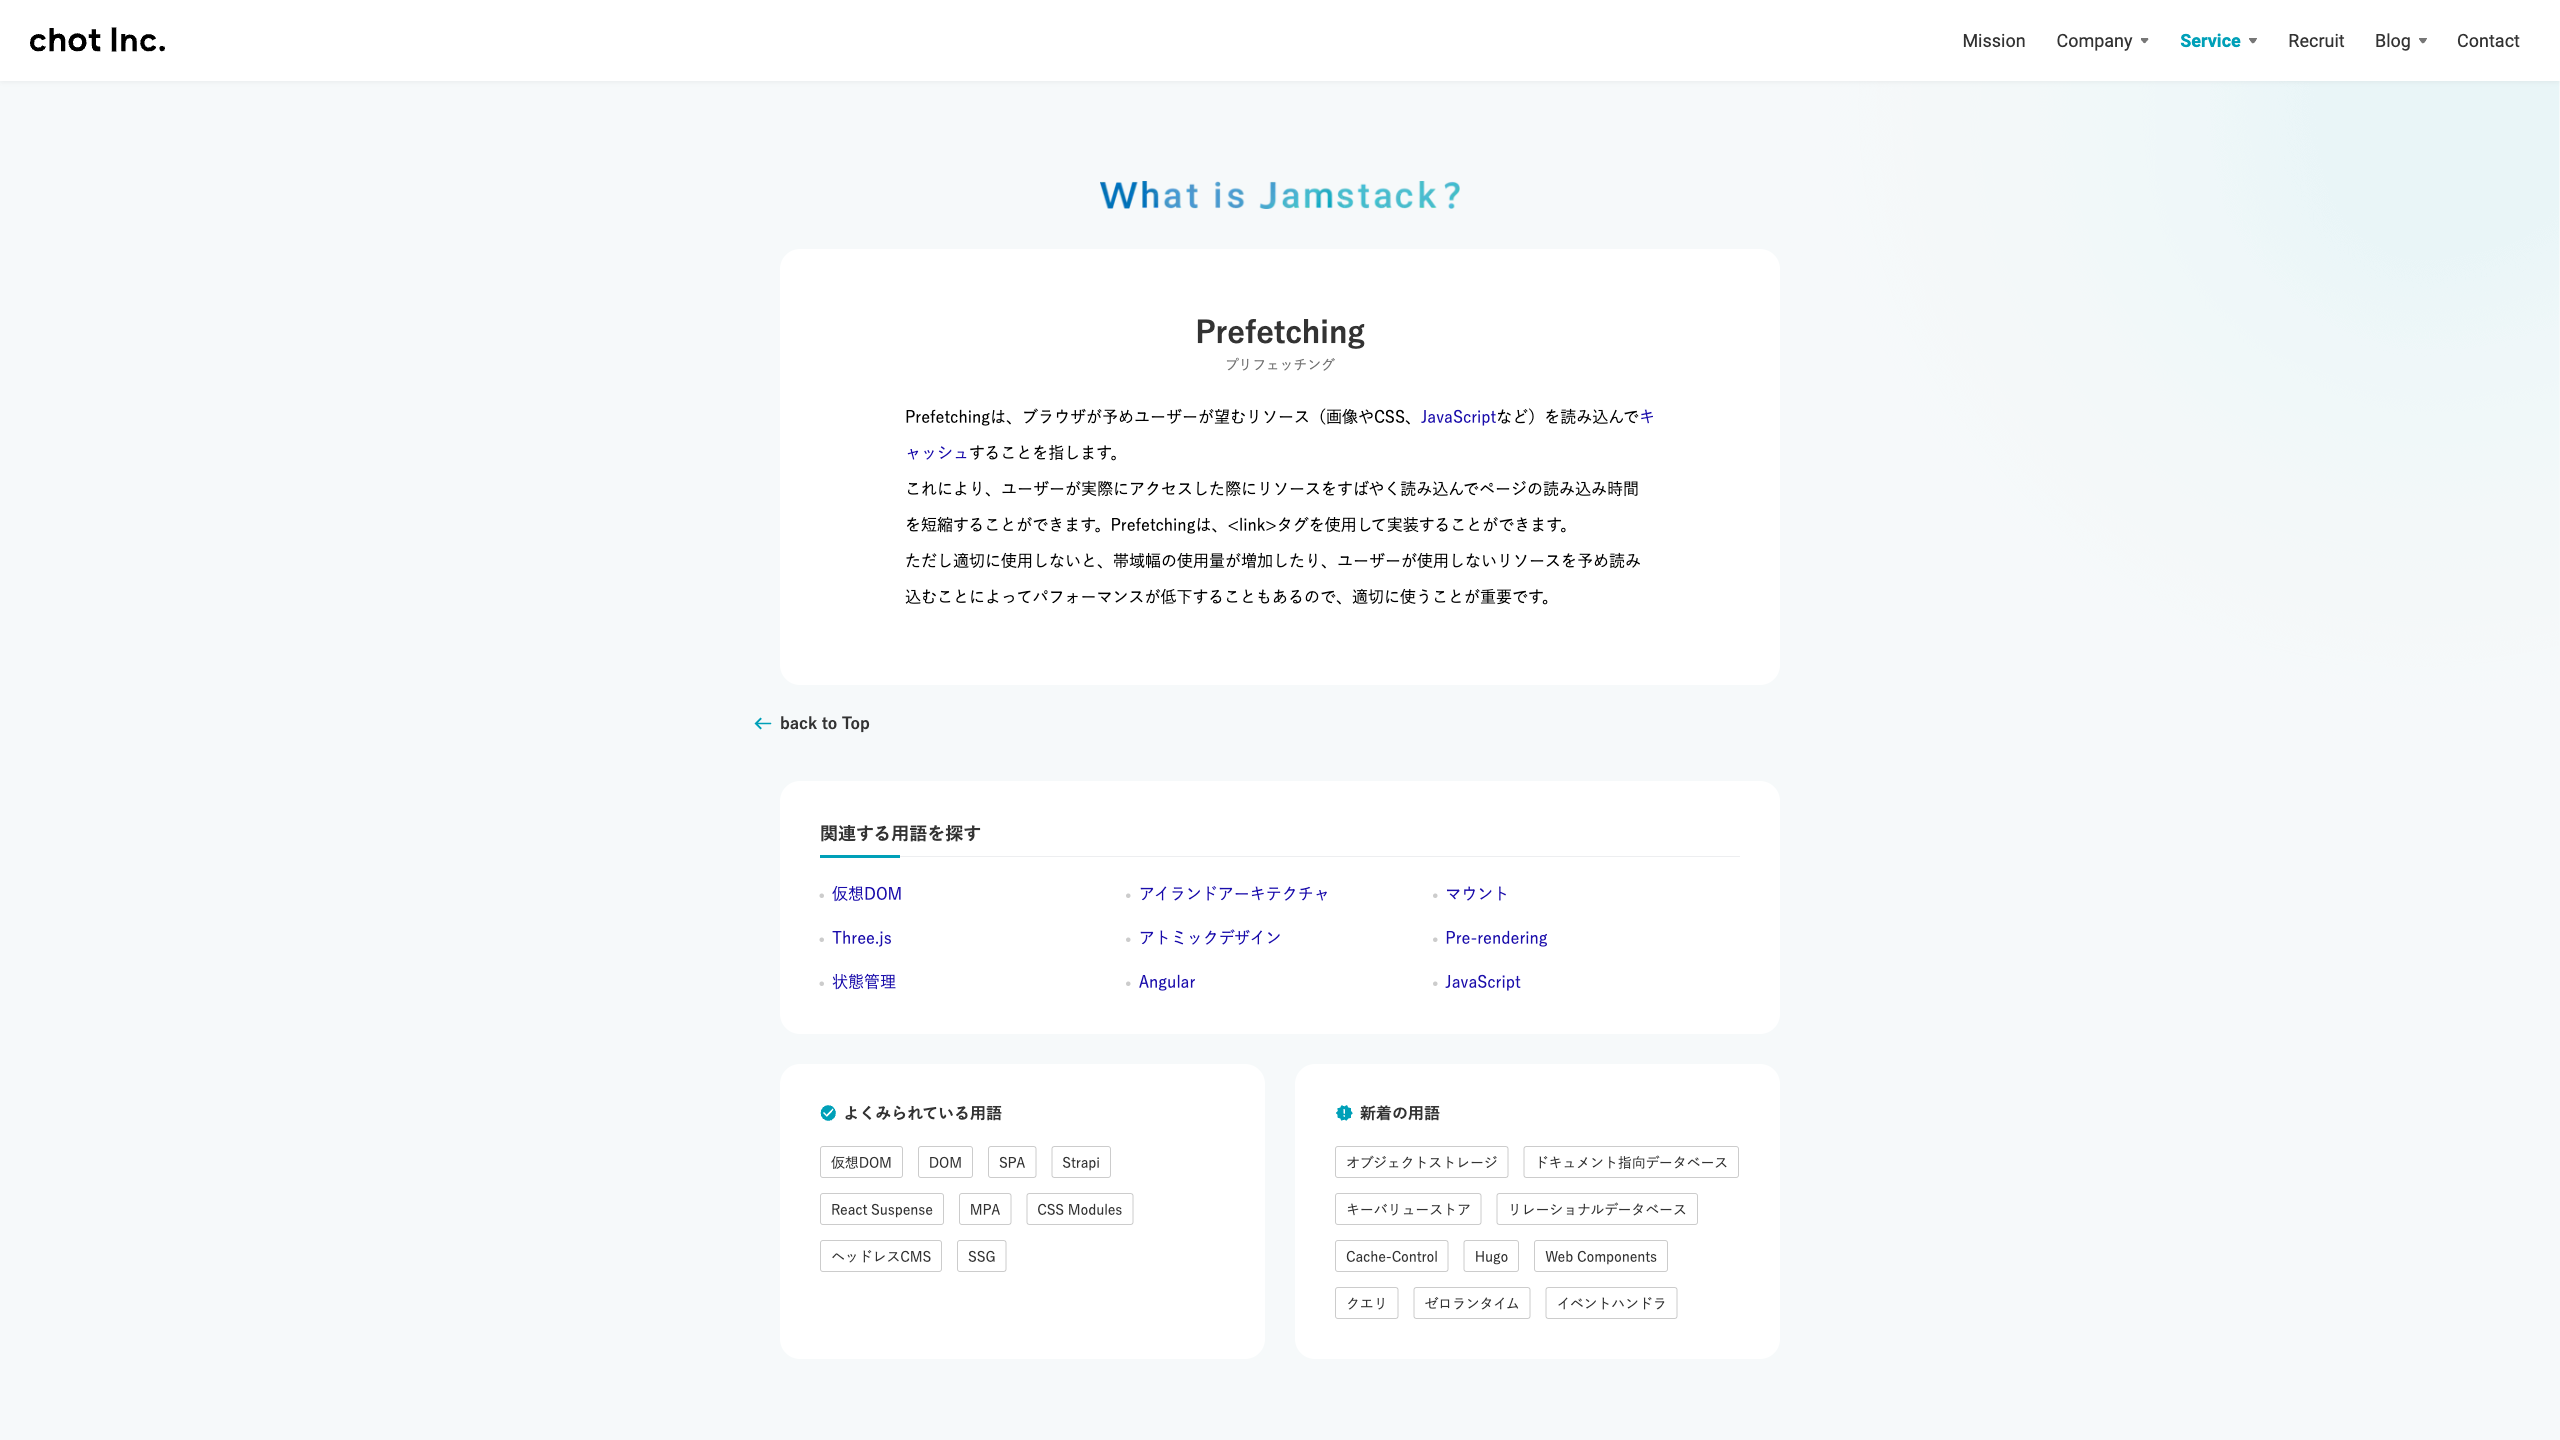 chot Inc.
Mission
Company
Service
Recruit
Blog
Contact
What is Jamstack?
Prefetching
プリフェッチング
Prefetchingは、ブラウザが予めユーザーが望むリソース（画像やCSS、JavaScriptなど）を読み込んでキ
ャッシュすることを指します。
これにより、ユーザーが実際にアクセスした際にリソースをすばやく読み込んでページの読み込み時間
を短縮することができます。Prefetchingは、<link>タグを使用して実装することができます。
ただし適切に使用しないと、帯域幅の使用量が増加したり、ユーザーが使用しないリソースを予め読み
込むことによってパフォーマンスが低下することもあるので、適切に使うことが重要です。
back to Top
関連する用語を探す
仮想DOM
アイランドアーキテクチャ
マウント
Three.js
アトミックデザイン
Pre-rendering
状態管理
Angular
JavaScript
よくみられている用語
仮想DOM
DOM
SPA
Strapi
React Suspense
MPA
CSS Modules
ヘッドレスCMS
SSG
新着の用語
オブジェクトストレージ
ドキュメント指向データベース
キーバリューストア
リレーショナルデータベース
Cache-Control
Hugo
Web Components
クエリ
ゼロランタイム
イベントハンドラ